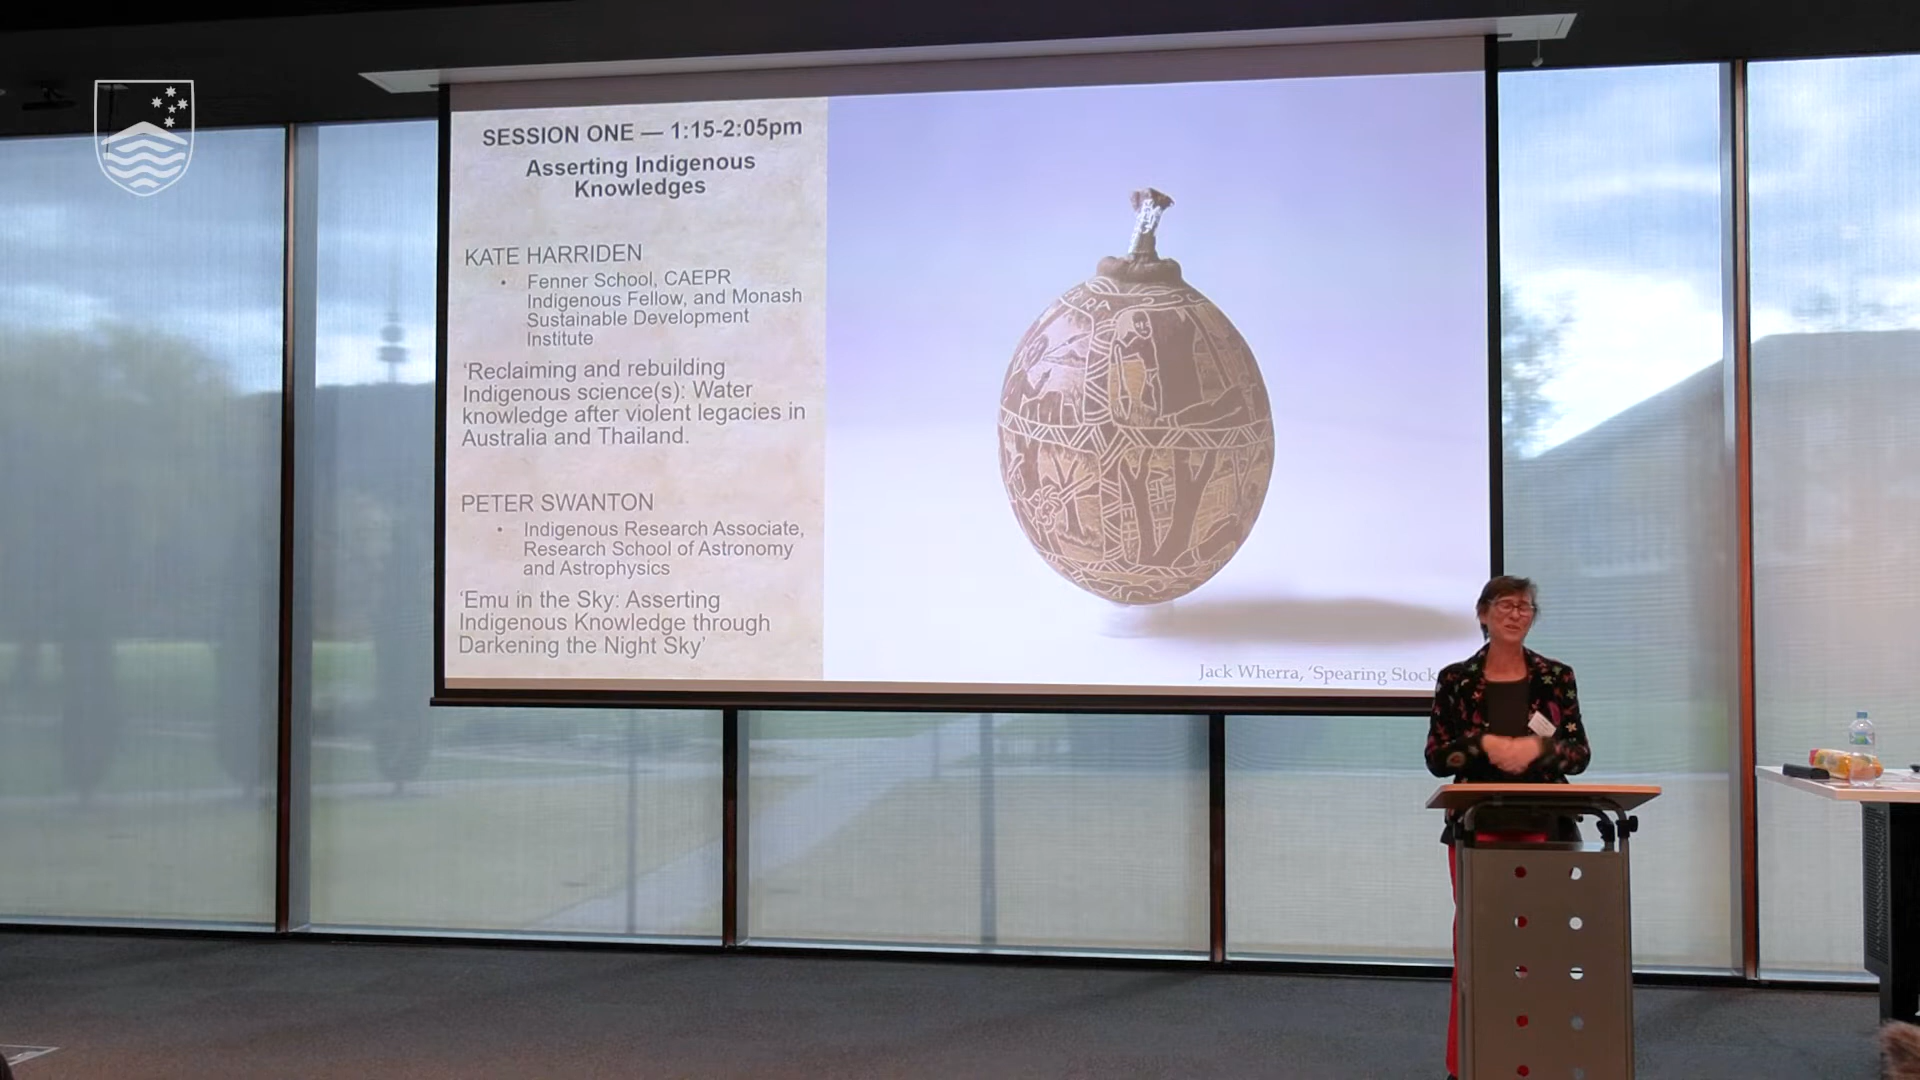 SESSION ONE — 1:15-2:05pm
Asserting Indigenous
Knowledges
KATE HARRIDEN
• Fenner School, CAEPR
Indigenous Fellow, and Monash
Sustainable Development
Institute
‘Reclaiming and rebuilding
Indigenous science(s): Water
knowledge after violent legacies in
Australia and Thailand.
PETER SWANTON
• Indigenous Research Associate,
Research School of Astronomy
and Astrophysics
‘Emu in the Sky: Asserting
Indigenous Knowledge through
Darkening the Night Sky’
Jack Wherra, ‘Spearing Stock